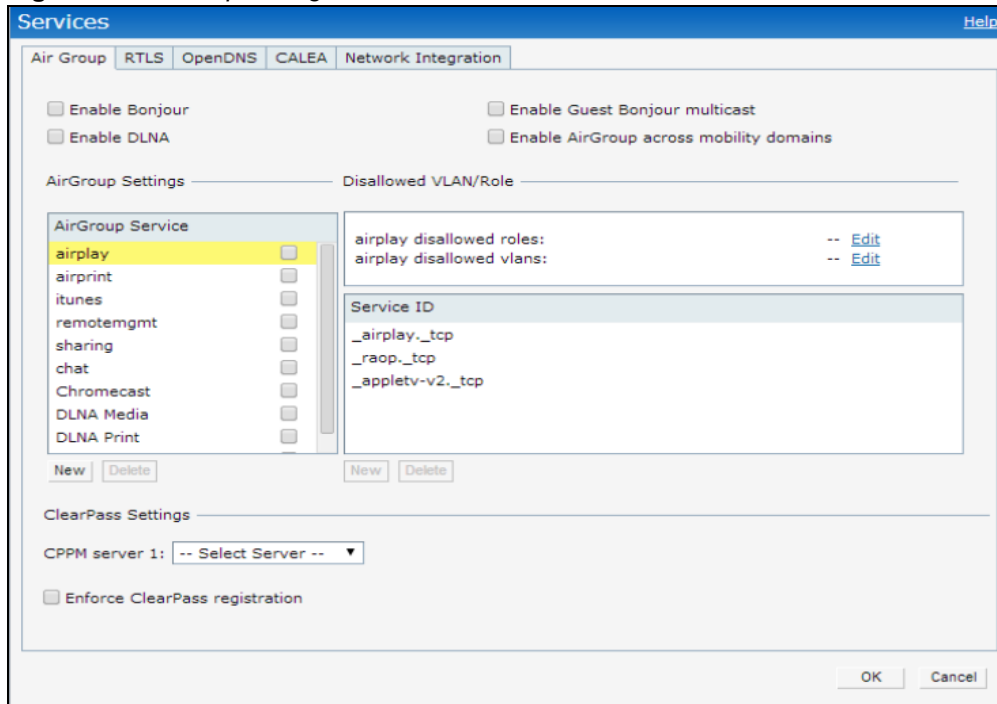 Services Help
Air Group RTLS OpenDNS CALEA Network Integration
Enable Bonjour Enable Guest Bonjour multicast
Enable DLNA Enable AirGroup across mobility domains
AirGroup Settings Disallowed VLAN/Role
AirGroup Service
airplay
airprint
itunes
remotemgmt
sharing
chat
Chromecast
DLNA Media
DLNA Print
New Delete
airplay disallowed roles: -- Edit
airplay disallowed vlans: -- Edit
Service ID
_airplay._tcp
_raop._tcp
_appletv-v2._tcp
New Delete
ClearPass Settings
CPPM server 1: -- Select Server --
Enforce ClearPass registration
OK Cancel